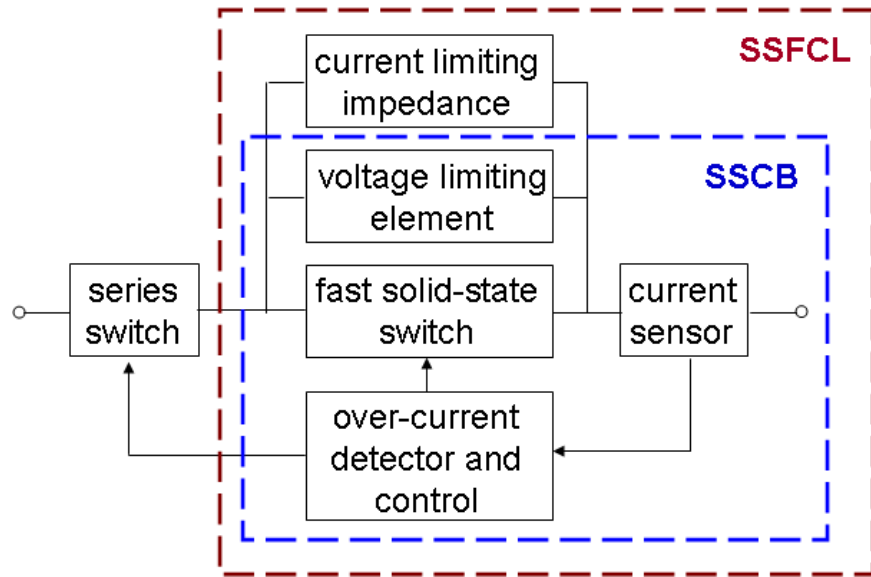 SSFCL
current limiting
impedance
SSCB
voltage limiting
element
series
switch
fast solid-state
switch
current
sensor
over-current
detector and
control